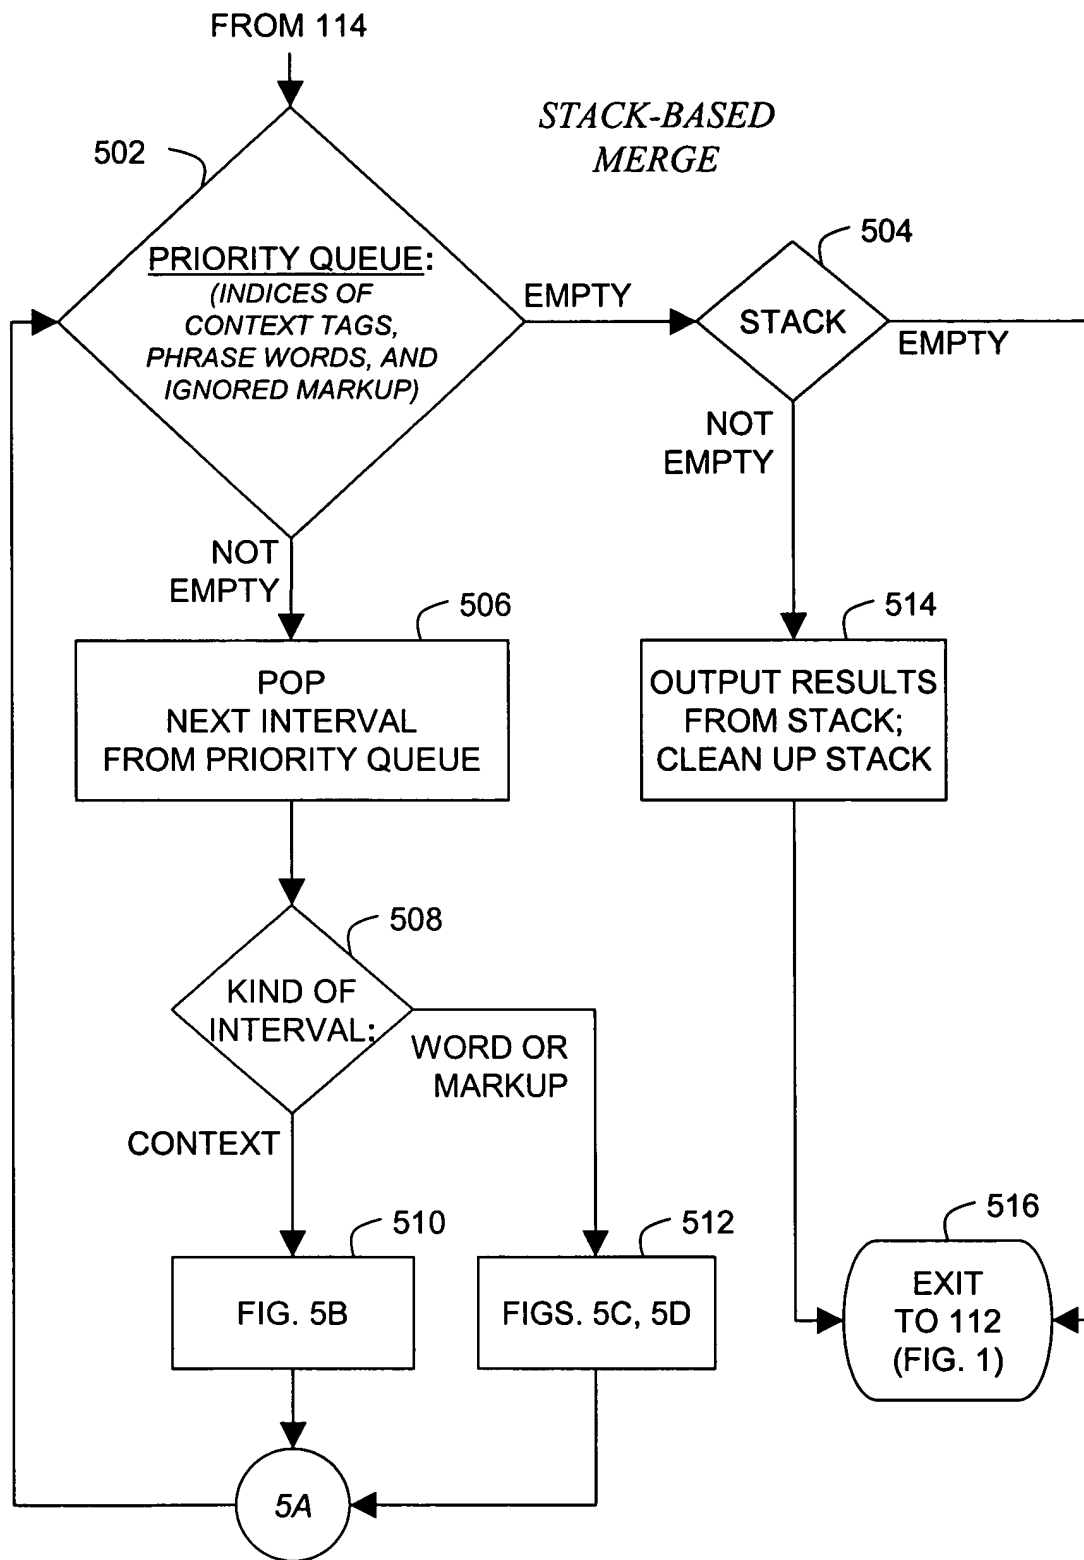 FROM 114
STACK-BASED
MERGE
502
PRIORITY QUEUE:
(INDICES OF
CONTEXT TAGS,
PHRASE WORDS, AND
IGNORED MARKUP)
EMPTY
504
STACK
EMPTY
NOT
EMPTY
NOT
EMPTY
506
POP
NEXT INTERVAL
FROM PRIORITY QUEUE
514
OUTPUT RESULTS
FROM STACK;
CLEAN UP STACK
508
KIND OF
INTERVAL:
WORD OR
MARKUP
CONTEXT
510
FIG. 5B
512
FIGS. 5C, 5D
516
EXIT
TO 112
(FIG. 1)
5A